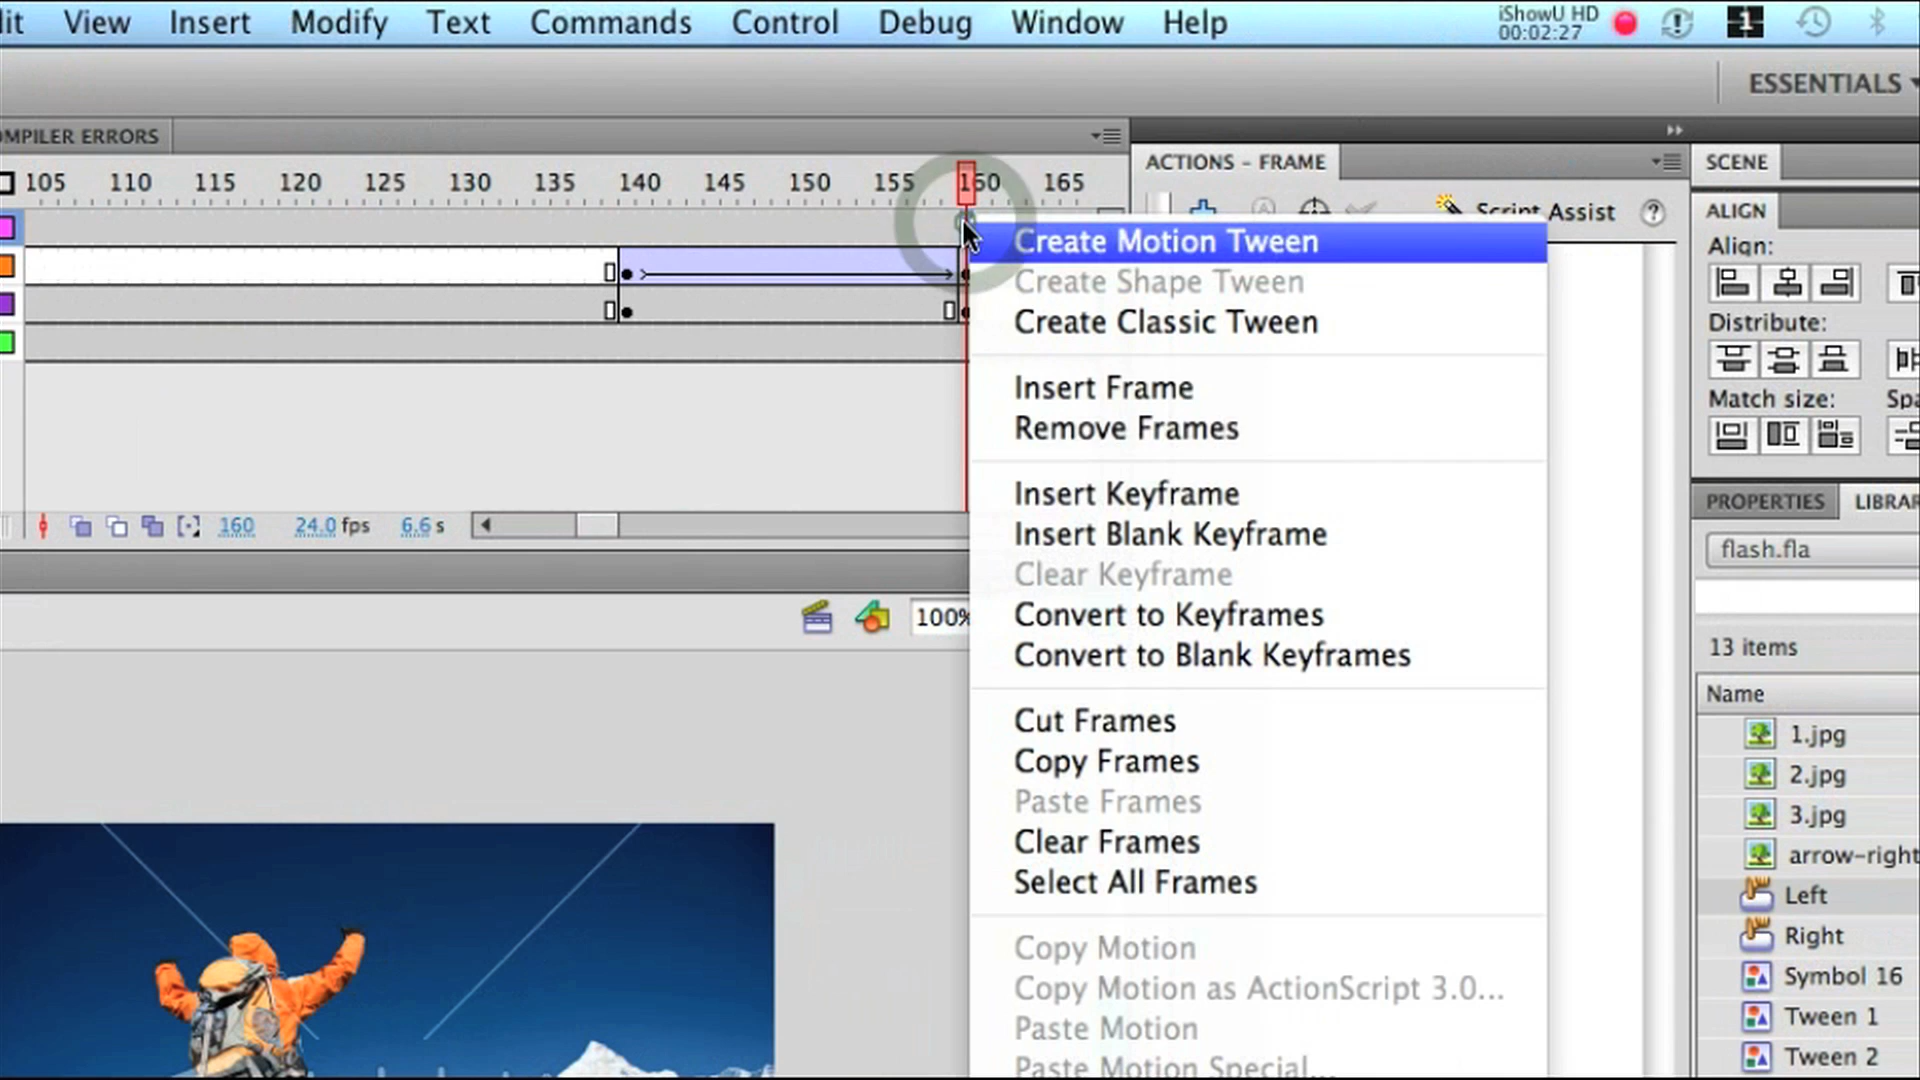 lit View Insert Modify Text Commands Control Debug Window Help iShowU HD
00:02:27
ESSENTIALS
OMPILER ERRORS
105 110 115 120 125 130 135 140 145 150 155 160 165
ACTIONS - FRAME
Script Assist ?
SCENE
ALIGN
Align:
Distribute:
Match size: Spa
Create Motion Tween
Create Shape Tween
Create Classic Tween
Insert Frame
Remove Frames
Insert Keyframe
Insert Blank Keyframe
Clear Keyframe
Convert to Keyframes
Convert to Blank Keyframes
Cut Frames
Copy Frames
Paste Frames
Clear Frames
Select All Frames
Copy Motion
Copy Motion as ActionScript 3.0...
Paste Motion
Paste Motion Special...
160 24.0 fps 6.6 s
100%
PROPERTIES LIBRAR
flash.fla
13 items
Name
1.jpg
2.jpg
3.jpg
arrow-right
Left
Right
Symbol 16
Tween 1
Tween 2